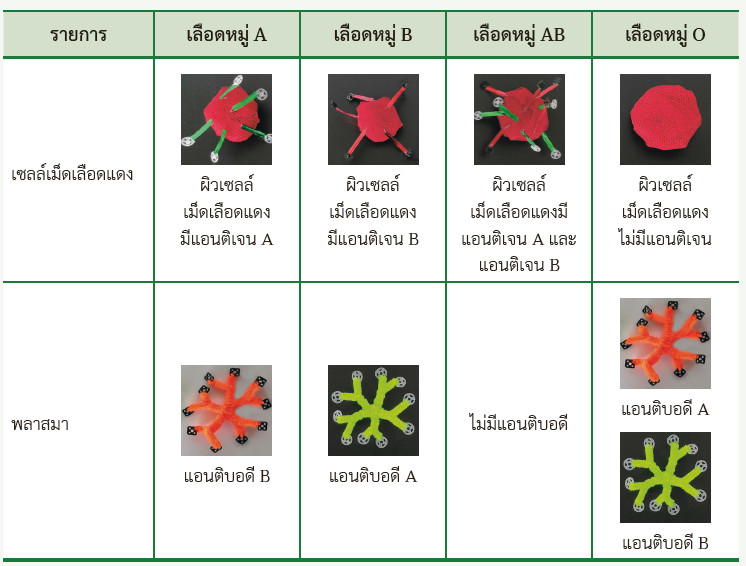 รายการ
เลือดหมู่ A
เลือดหมู่ B
เลือดหมู่ AB
เลือดหมู่ O
เซลล์เม็ดเลือดแดง
ผิวเซลล์
เม็ดเลือดแดง
มีแอนติเจน A
ผิวเซลล์
เม็ดเลือดแดง
มีแอนติเจน B
ผิวเซลล์
เม็ดเลือดแดงมี
แอนติเจน A และ
แอนติเจน B
ผิวเซลล์
เม็ดเลือดแดง
ไม่มีแอนติเจน
พลาสมา
แอนติบอดี B
แอนติบอดี A
ไม่มีแอนติบอดี
แอนติบอดี A
แอนติบอดี B